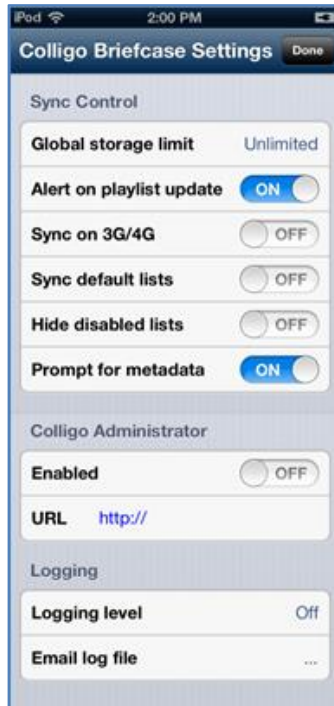 iPod 2:00 PM
Colligo Briefcase Settings Done
Sync Control
Global storage limit Unlimited
Alert on playlist update ON
Sync on 3G/4G OFF
Sync default lists OFF
Hide disabled lists OFF
Prompt for metadata ON
Colligo Administrator
Enabled OFF
URL http://
Logging
Logging level Off
Email log file ...